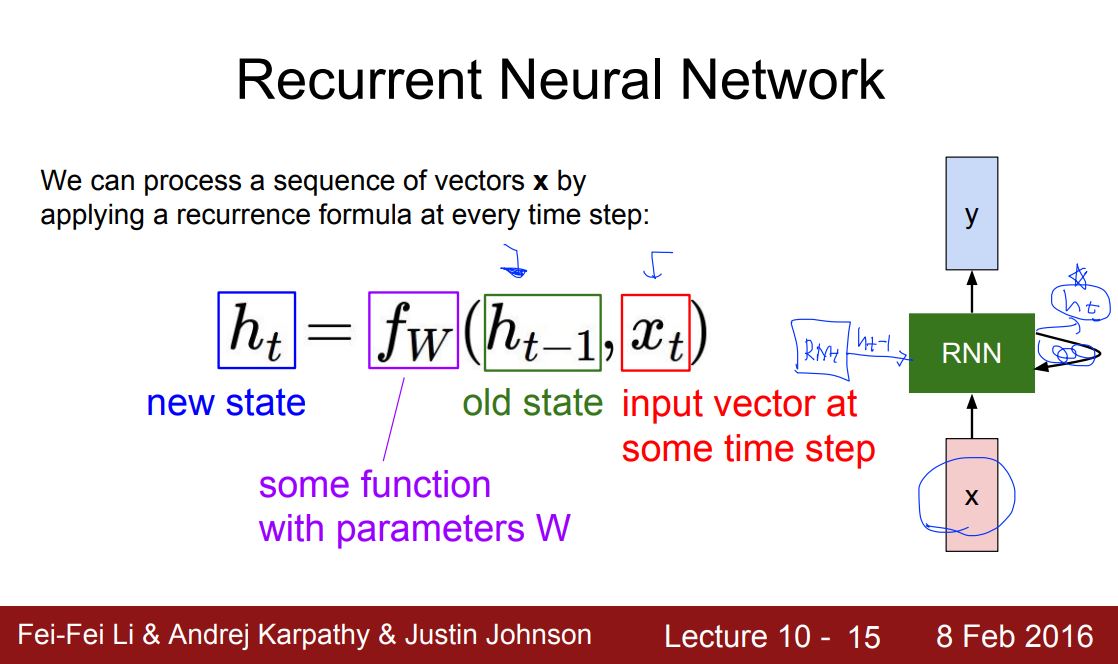 Recurrent Neural Network
We can process a sequence of vectors x by
applying a recurrence formula at every time step:
h_t = f_W(h_{t-1}, x_t)
new state
old state
input vector at
some time step
some function
with parameters W
y
h_t
RNN
h_{t-1}
RNN
x
Fei-Fei Li & Andrej Karpathy & Justin Johnson
Lecture 10 - 15
8 Feb 2016